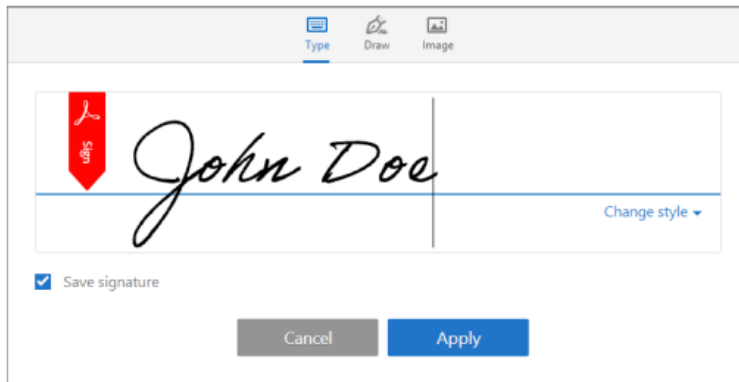 Type Draw Image
Sign
John Doe
Change style
Save signature
Cancel Apply